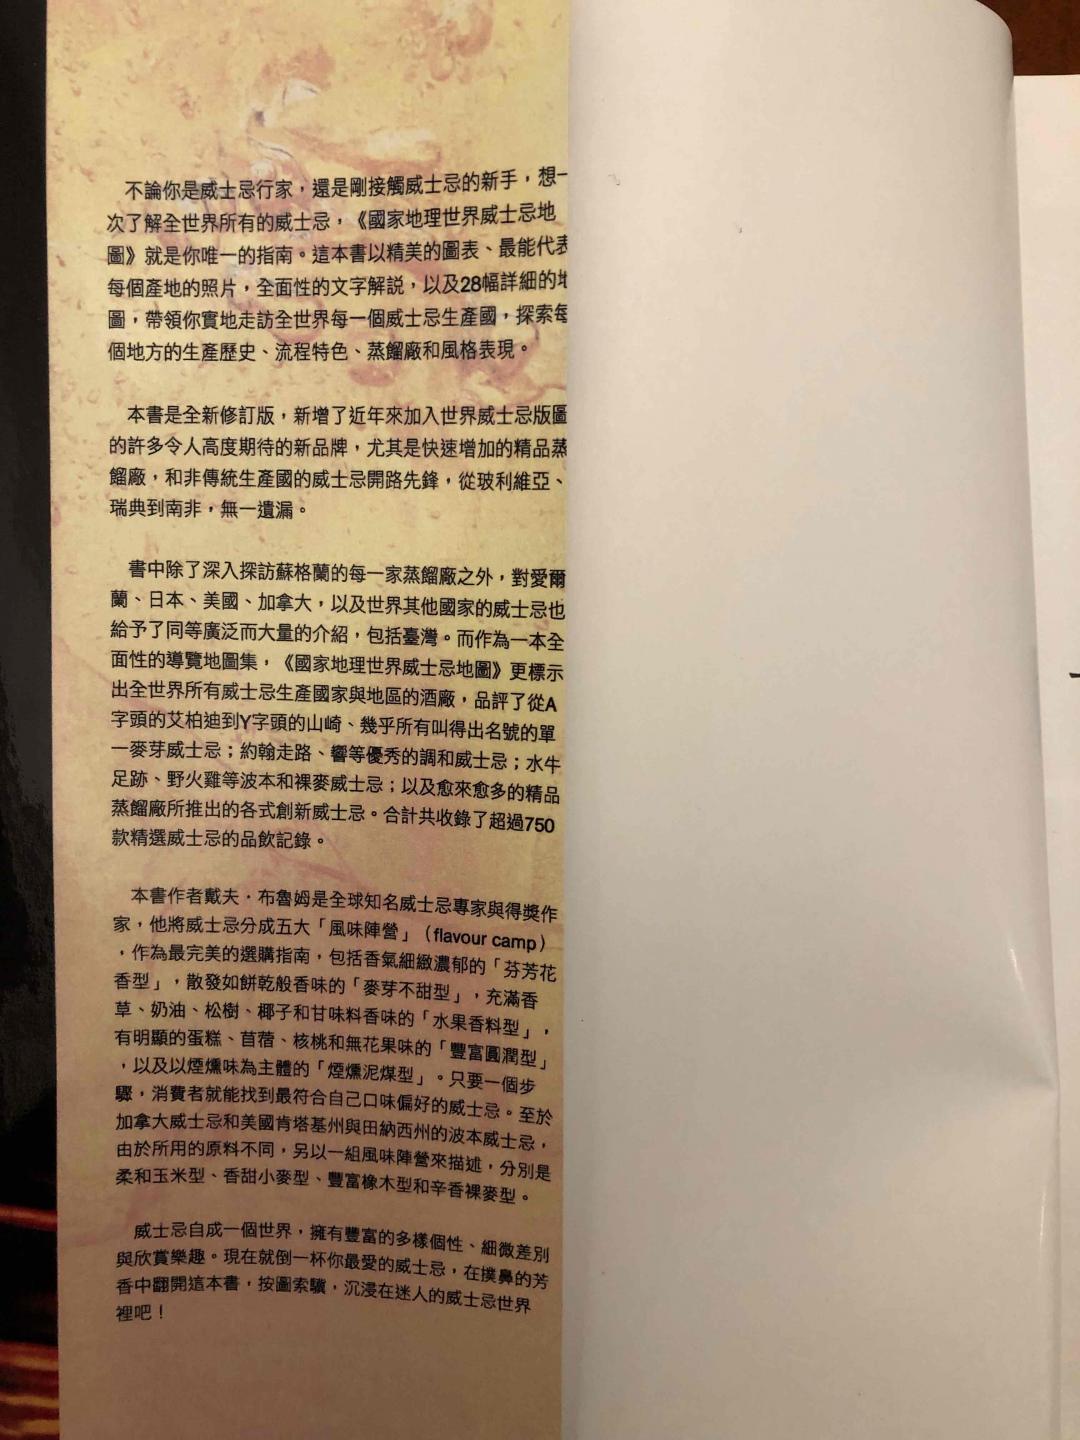 不論你是威士忌行家，還是剛接觸威士忌的新手，想一
次了解全世界所有的威士忌，《國家地理世界威士忌地
圖》就是你唯一的指南。這本書以精美的圖表、最能代表
每個產地的照片，全面性的文字解說，以及28幅詳細的地
圖，帶領你實地走訪全世界每一個威士忌生產國，探索每
個地方的生產歷史、流程特色、蒸餾廠和風格表現。
本書是全新修訂版，新增了近年來加入世界威士忌版圖
的許多令人高度期待的新品牌，尤其是快速增加的精品蒸
餾廠，和非傳統生產國的威士忌開路先鋒，從玻利維亞、
瑞典到南非，無一遺漏。
書中除了深入探訪蘇格蘭的每一家蒸餾廠之外，對愛爾
蘭、日本、美國、加拿大，以及世界其他國家的威士忌也
給予了同等廣泛而大量的介紹，包括臺灣。而作為一本全
面性的導覽地圖集，《國家地理世界威士忌地圖》更標示
出全世界所有威士忌生產國家與地區的酒廠，品評了從A
字頭的艾柏迪到Y字頭的山崎、幾乎所有叫得出名號的單
一麥芽威士忌；約翰走路、響等優秀的調和威士忌；水牛
足跡、野火雞等波本和裸麥威士忌；以及愈來愈多的精品
蒸餾廠所推出的各式創新威士忌。合計共收錄了超過750
款精選威士忌的品飲記錄。
本書作者戴夫．布魯姆是全球知名威士忌專家與得獎作
家，他將威士忌分成五大「風味陣營」（flavour camp）
，作為最完美的選購指南，包括香氣細緻濃郁的「芬芳花
香型」，散發如餅乾般香味的「麥芽不甜型」，充滿香
草、奶油、松樹、椰子和甘味料香味的「水果香料型」，
有明顯的蛋糕、苜蓿、核桃和無花果味的「豐富圓潤型」
，以及以煙燻味為主體的「煙燻泥煤型」。只要一個步
驟，消費者就能找到最符合自己口味偏好的威士忌。至於
加拿大威士忌和美國肯塔基州與田納西州的波本威士忌，
由於所用的原料不同，另以一組風味陣營來描述，分別是
柔和玉米型、香甜小麥型、豐富橡木型和辛香裸麥型。
威士忌自成一個世界，擁有豐富的多樣個性、細微差別
與欣賞樂趣。現在就倒一杯你最愛的威士忌，在撲鼻的芳
香中翻開這本書，按圖索驥，沉浸在迷人的威士忌世界
裡吧！